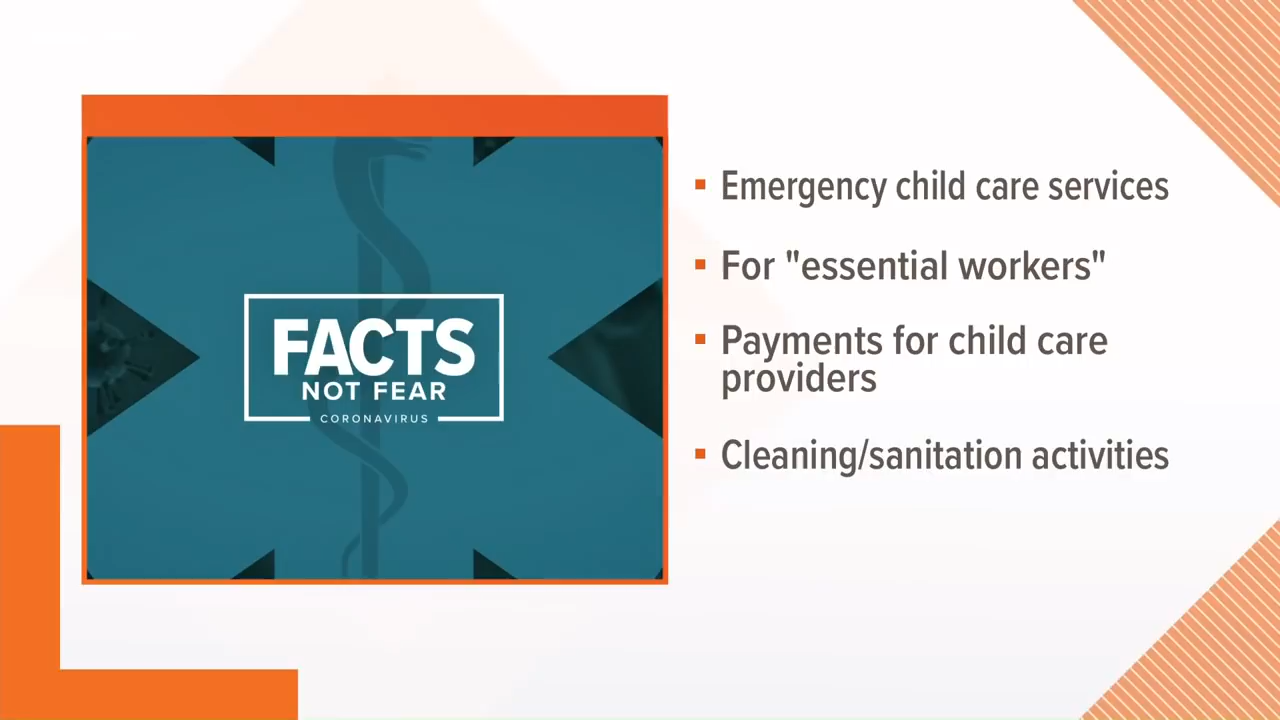 FACTS
NOT FEAR
CORONAVIRUS
▪ Emergency child care services
▪ For "essential workers"
▪ Payments for child care
providers
▪ Cleaning/sanitation activities